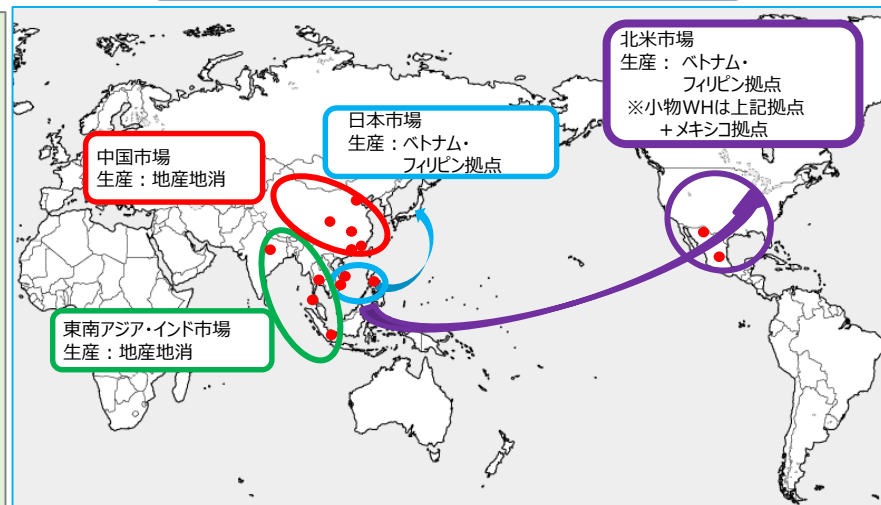 北米市場
生産： ベトナム・
フィリピン拠点
※小物WHは上記拠点
＋メキシコ拠点
日本市場
生産：ベトナム・
フィリピン拠点
中国市場
生産：地産地消
東南アジア・インド市場
生産：地産地消